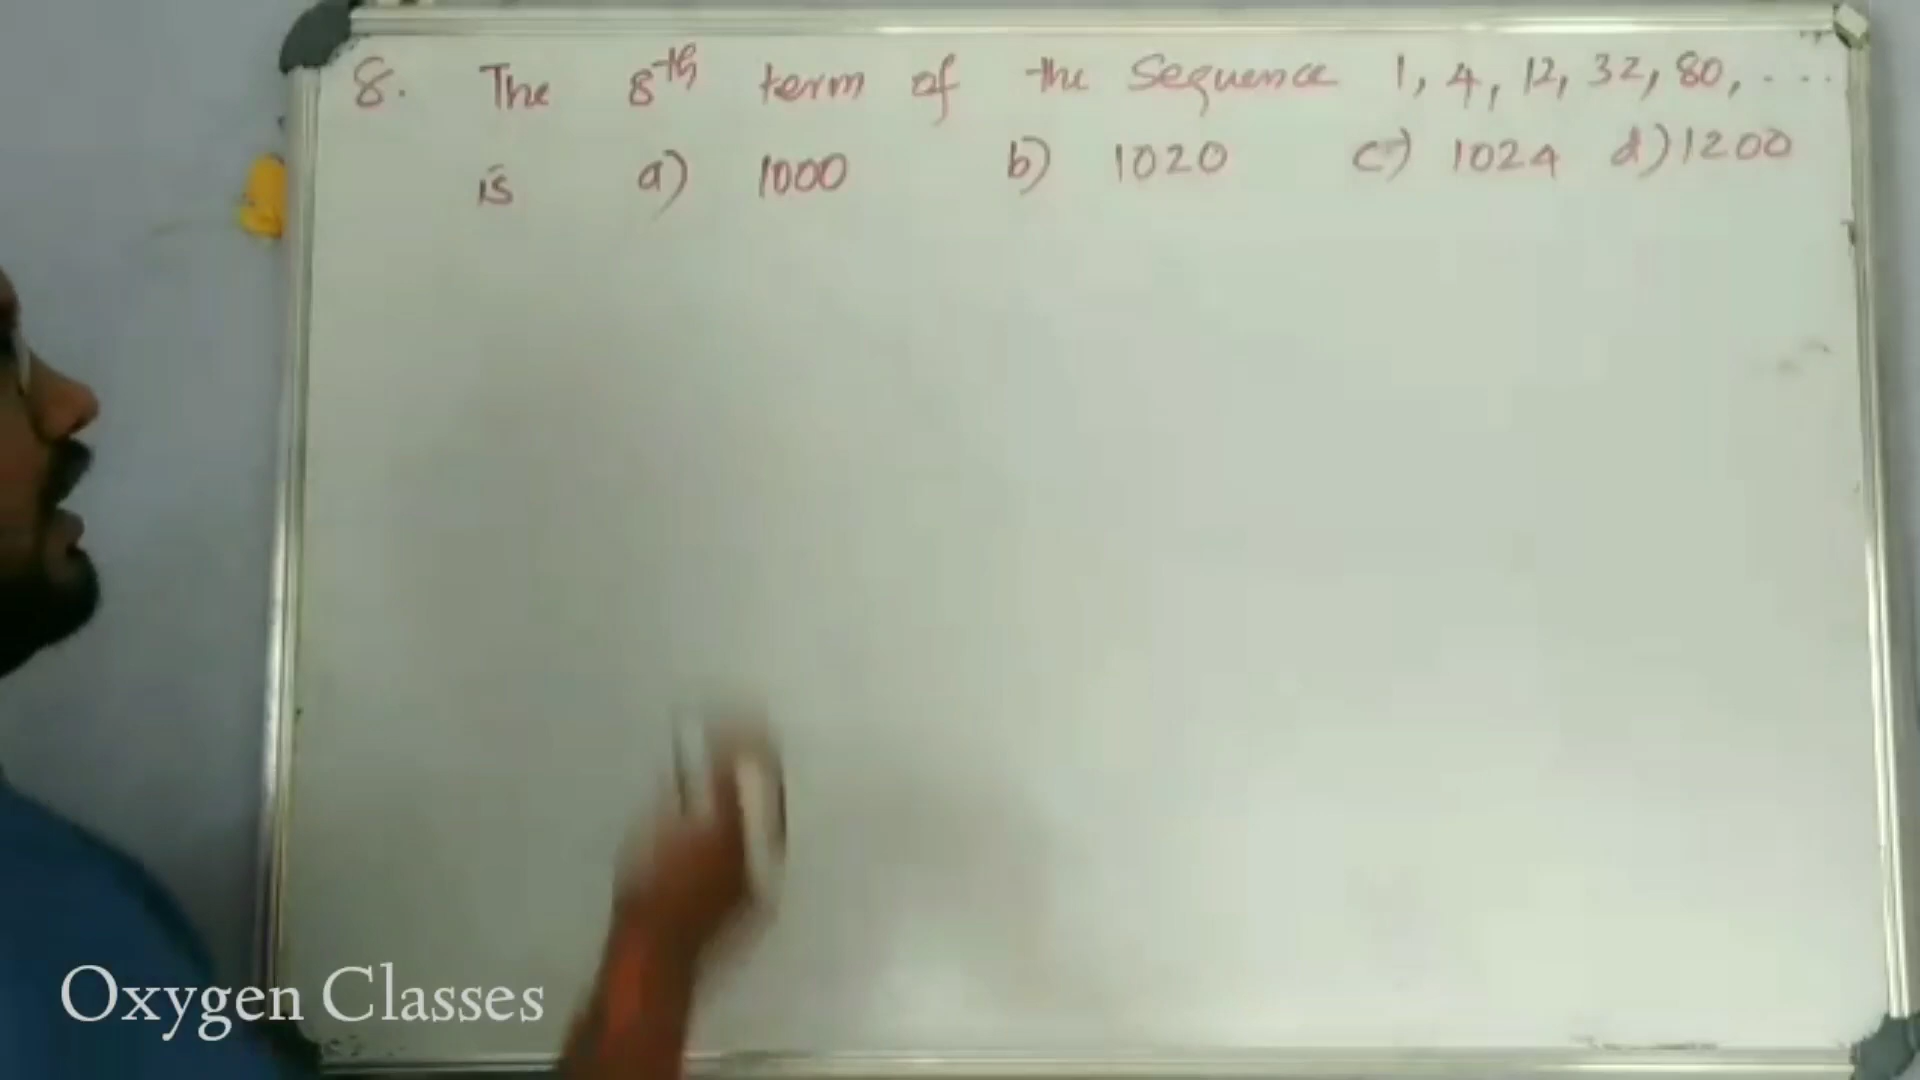 8. The 8th term of the Sequence 1, 4, 12, 32, 80, ....
is a) 1000 b) 1020 c) 1024 d) 1200
Oxygen Classes